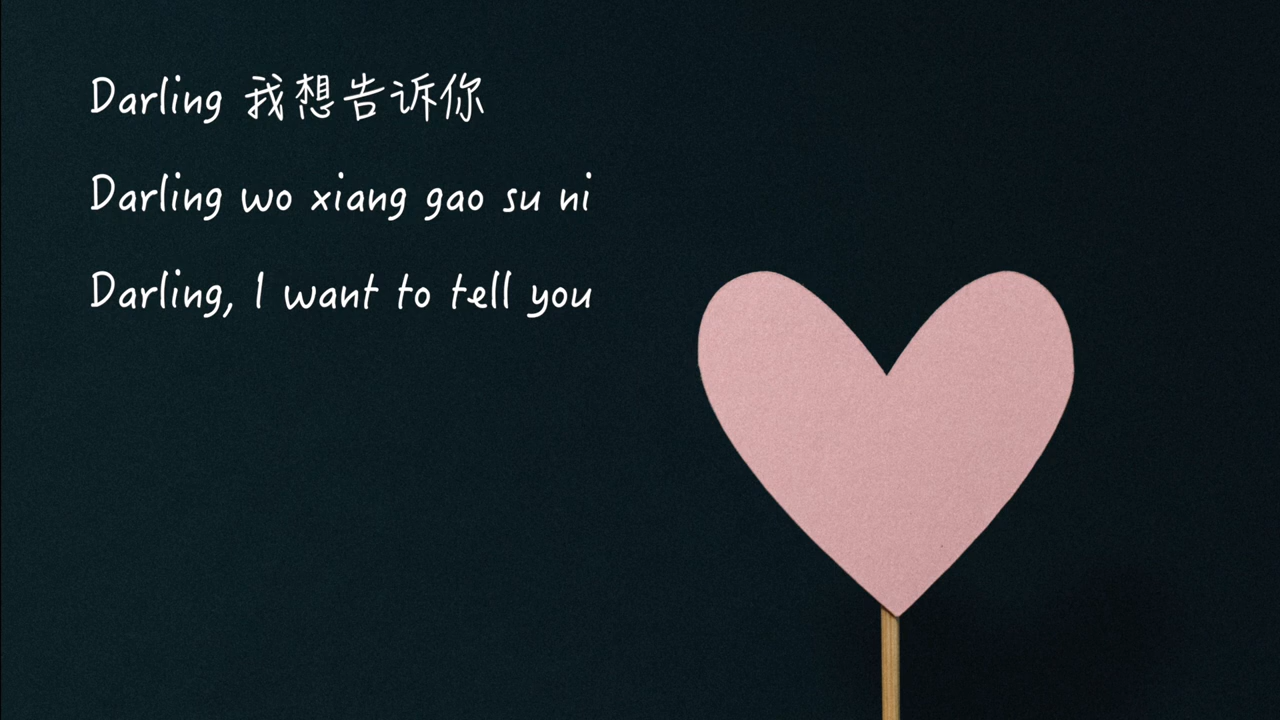 Darling 我想告诉你
Darling wo xiang gao su ni
Darling, I want to tell you